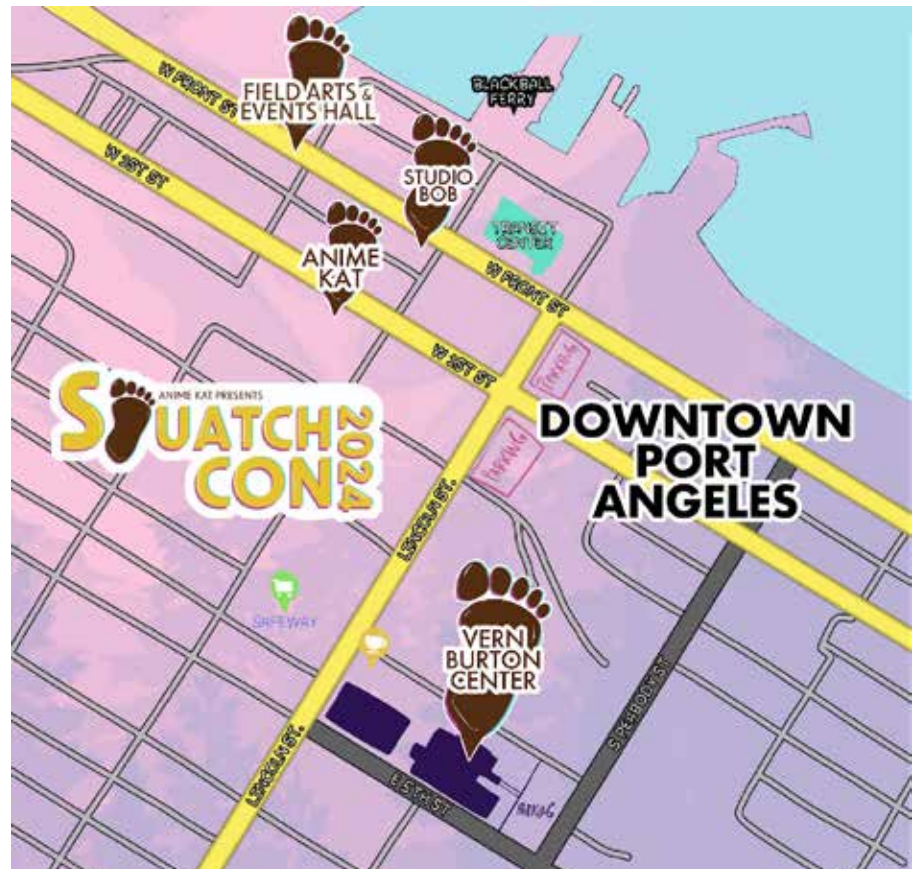 W FRONT ST
FIELD ARTS &
EVENTS HALL
BLACKBALL
FERRY
W 1ST ST
STUDIO
BOB
TRANSIT
CENTER
ANIME
KAT
W FRONT ST
W 1ST ST
PARKING
ANIME KAT PRESENTS
SQUATCH
CON
2024
DOWNTOWN
PORT
ANGELES
PARKING
LINCOLN ST.
SAFEWAY
VERN
BURTON
CENTER
S PEABODY ST
LINCOLN ST.
E 5TH ST
PARKING